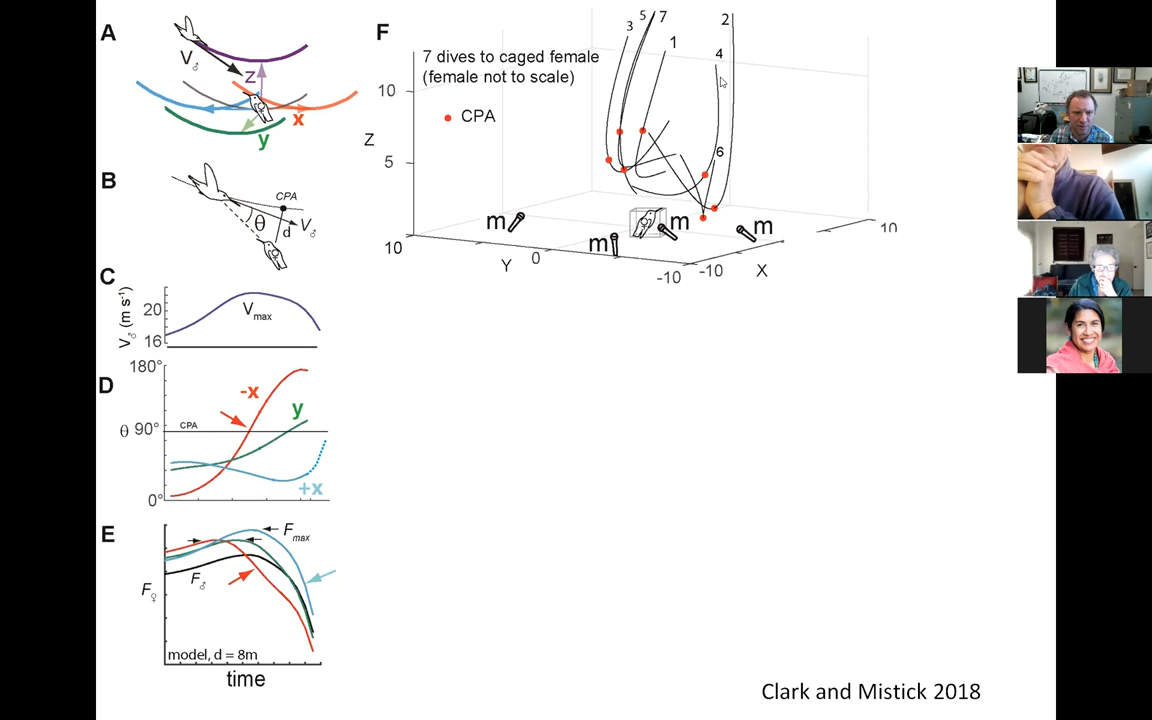 A
V♂
z
x
y
B
CPA
θ
d
V♂
C
V♂ (m s⁻¹)
20
16
Vmax
D
180°
θ 90°
0°
CPA
-x
y
+x
E
Fmax
F♂
F♀
model, d = 8m
time
F
7 dives to caged female
(female not to scale)
CPA
3
5
7
1
2
4
6
10
5
Z
m
m
m
m
10
Y
0
-10
-10
X
10
Clark and Mistick 2018